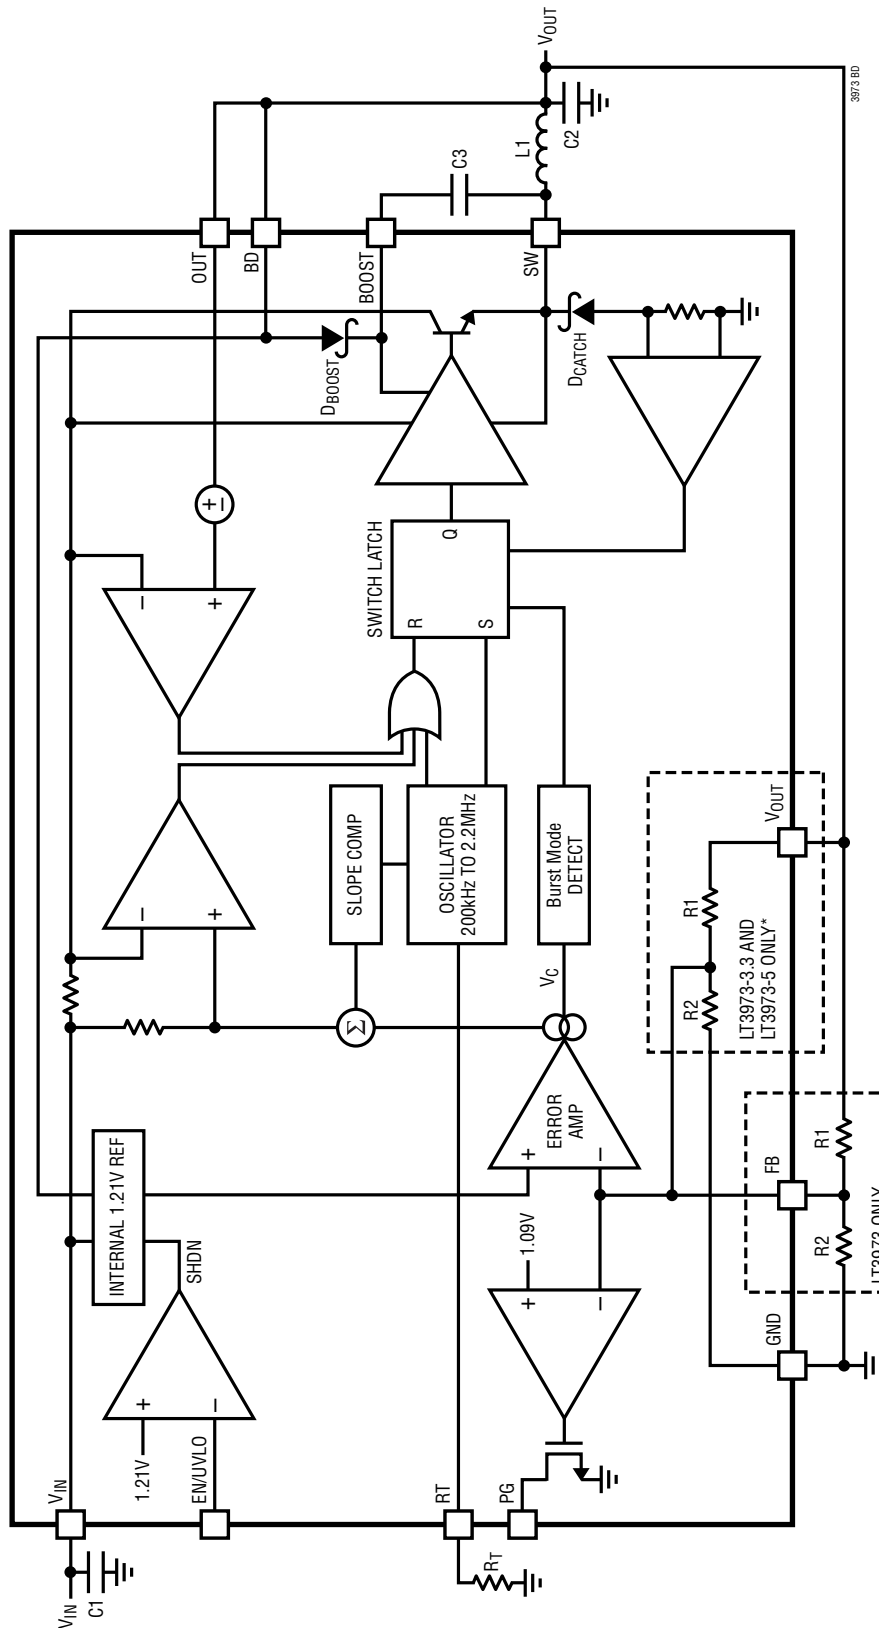 VIN
C1
VIN
1.21V
+
–
EN/UVLO
SHDN
INTERNAL 1.21V REF
RT
RT
PG
+
–
1.09V
+
–
ERROR
AMP
VC
Σ
–
+
SLOPE COMP
OSCILLATOR
200kHz TO 2.2MHz
Burst Mode
DETECT
–
+
+
–
SWITCH LATCH
R
S
Q
DBOOST
DCATCH
OUT
BD
BOOST
SW
C3
L1
C2
VOUT
R2
R1
LT3973-3.3 AND
LT3973-5 ONLY*
VOUT
GND
FB
R2
R1
3973 BD